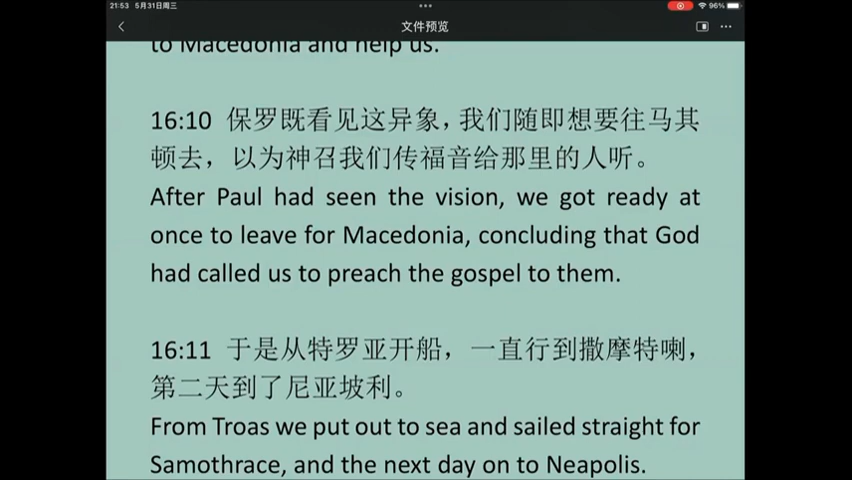 21:53 5月31日周三
96%
文件预览
to Macedonia and help us.
16:10 保罗既看见这异象，我们随即想要往马其
顿去，以为神召我们传福音给那里的人听。
After Paul had seen the vision, we got ready at
once to leave for Macedonia, concluding that God
had called us to preach the gospel to them.
16:11 于是从特罗亚开船，一直行到撒摩特喇，
第二天到了尼亚坡利。
From Troas we put out to sea and sailed straight for
Samothrace, and the next day on to Neapolis.